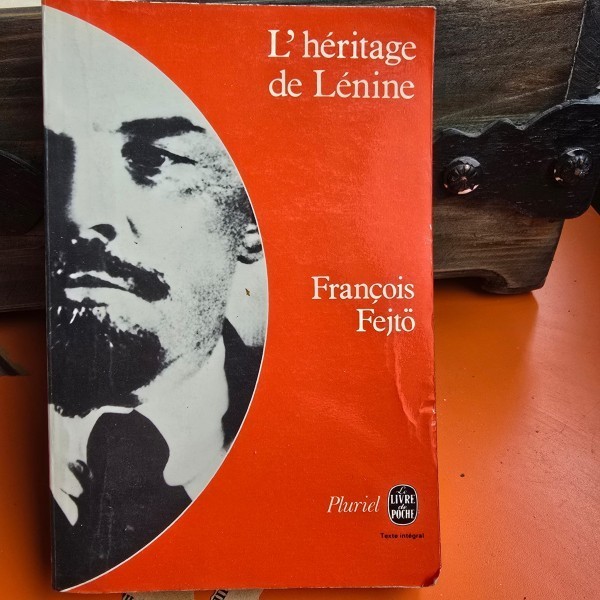 L'héritage
de Lénine
François
Fejtö
Pluriel
Le
LIVRE
de
POCHE
Texte intégral